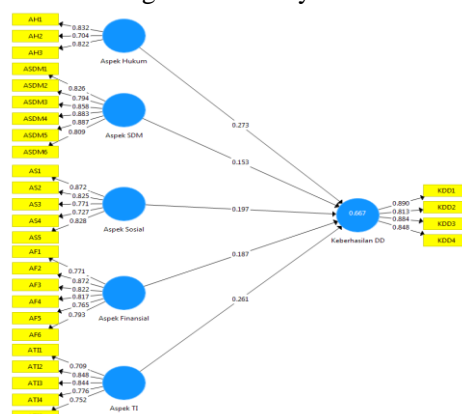 AH1
AH2
AH3
0.832
0.704
0.822
Aspek Hukum
ASDM1
ASDM2
ASDM3
ASDM4
ASDM5
ASDM6
0.826
0.794
0.858
0.883
0.887
0.809
Aspek SDM
AS1
AS2
AS3
AS4
AS5
0.872
0.825
0.771
0.727
0.828
Aspek Sosial
AF1
AF2
AF3
AF4
AF5
AF6
0.771
0.872
0.822
0.817
0.765
0.793
Aspek Finansial
ATI1
ATI2
ATI3
ATI4
0.709
0.848
0.844
0.776
0.752
Aspek TI
0.273
0.153
0.197
0.187
0.261
0.667
Keberhasilan DD
0.890
0.813
0.884
0.848
KDD1
KDD2
KDD3
KDD4